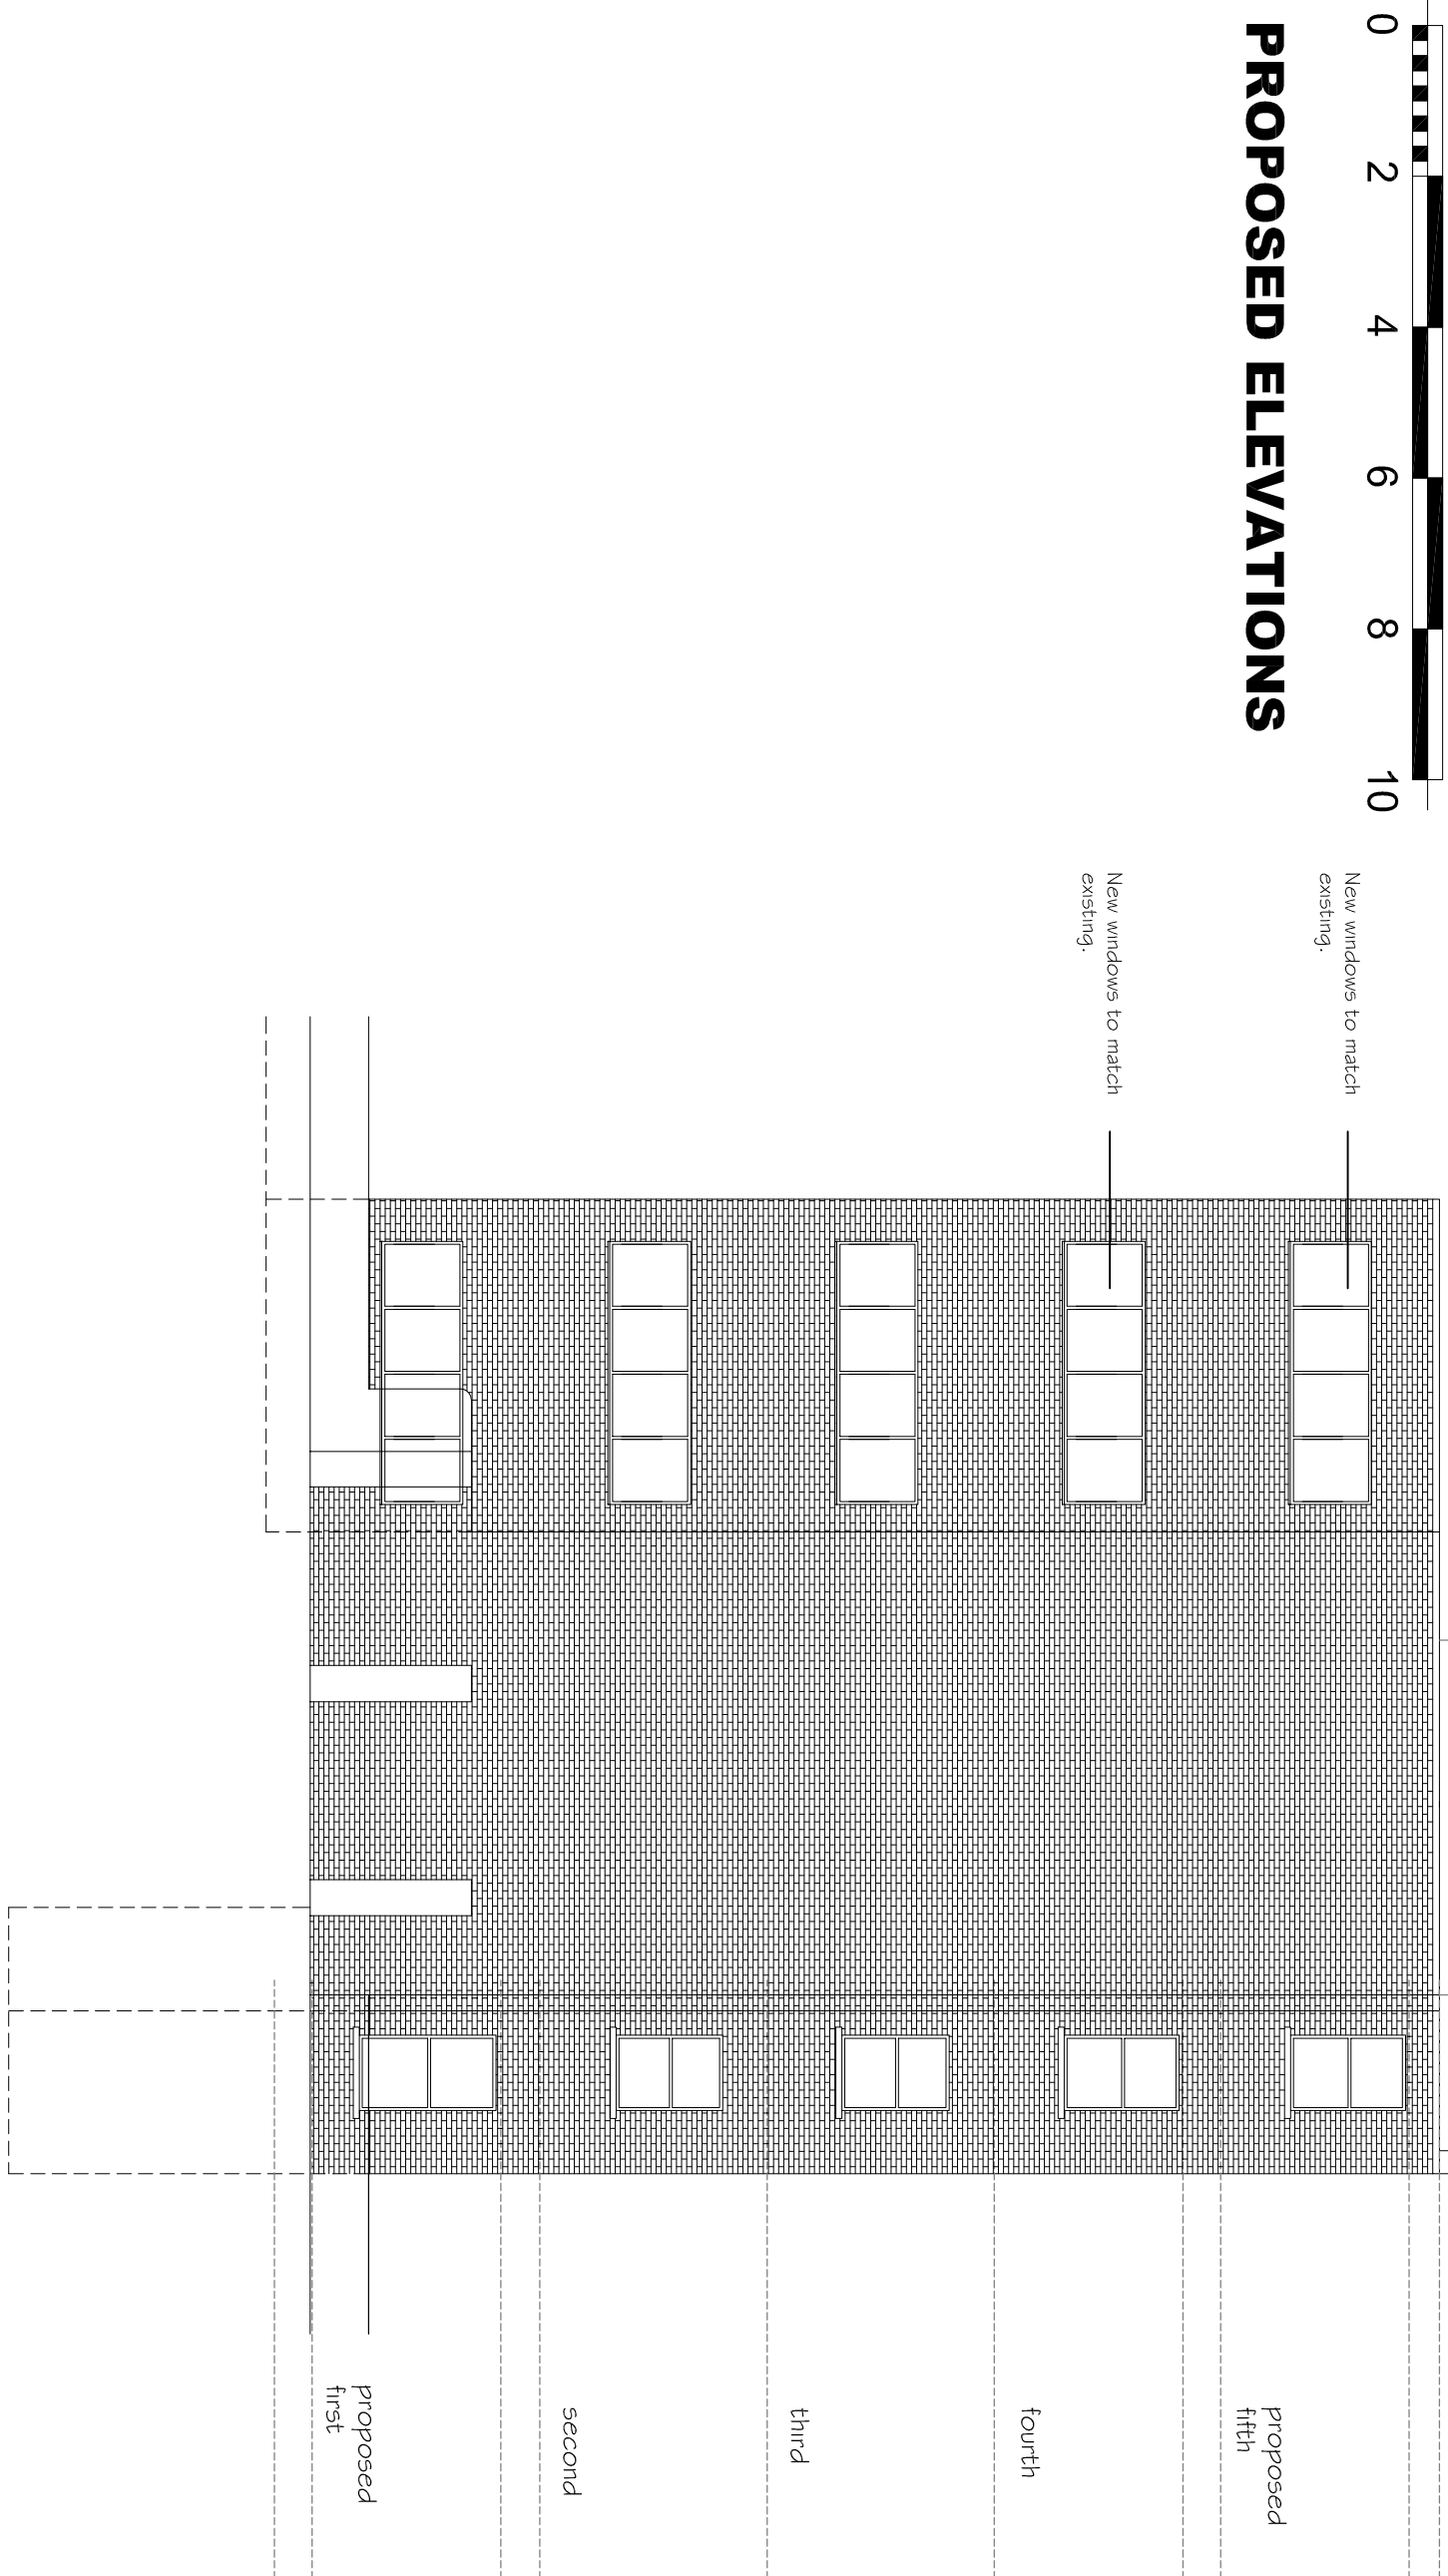 0 2 4 6 8 10
PROPOSED ELEVATIONS
New windows to match
existing.
New windows to match
existing.
proposed
fifth
fourth
third
second
proposed
first